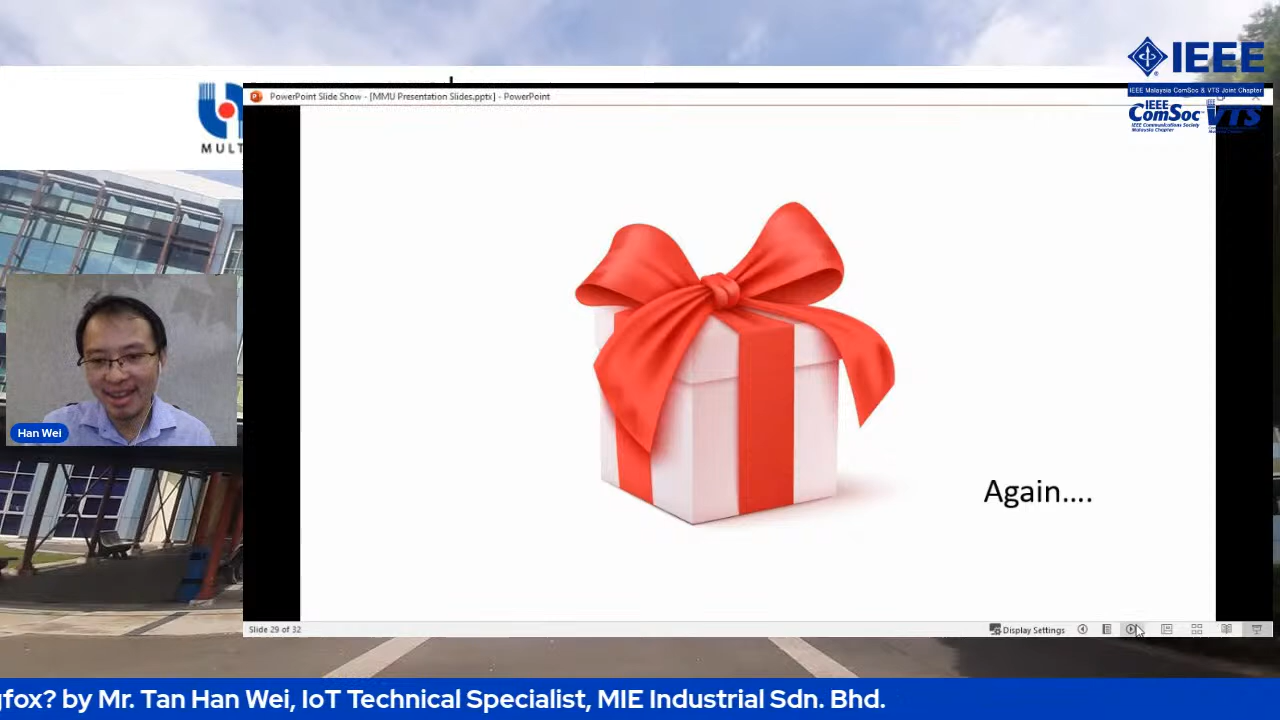 IEEE
IEEE Malaysia ComSoc & VTS Joint Chapter
IEEE
ComSoc
IEEE Communications Society
Malaysia Chapter
VTS
MULT
PowerPoint Slide Show - [MMU Presentation Slides.pptx] - PowerPoint
Again....
Han Wei
Slide 29 of 32
Display Settings
gfox? by Mr. Tan Han Wei, IoT Technical Specialist, MIE Industrial Sdn. Bhd.